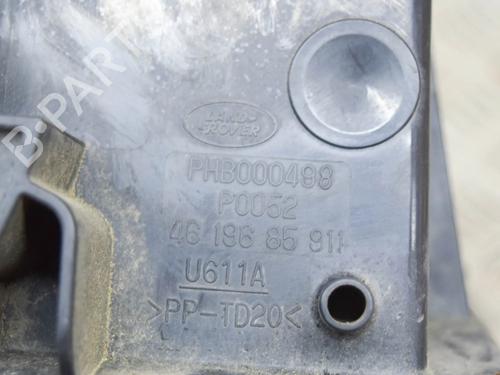 B-PARTS
LAND-
-ROVER
PHB000498
P0052
46 196 85 911
U611A
>PP-TD20<